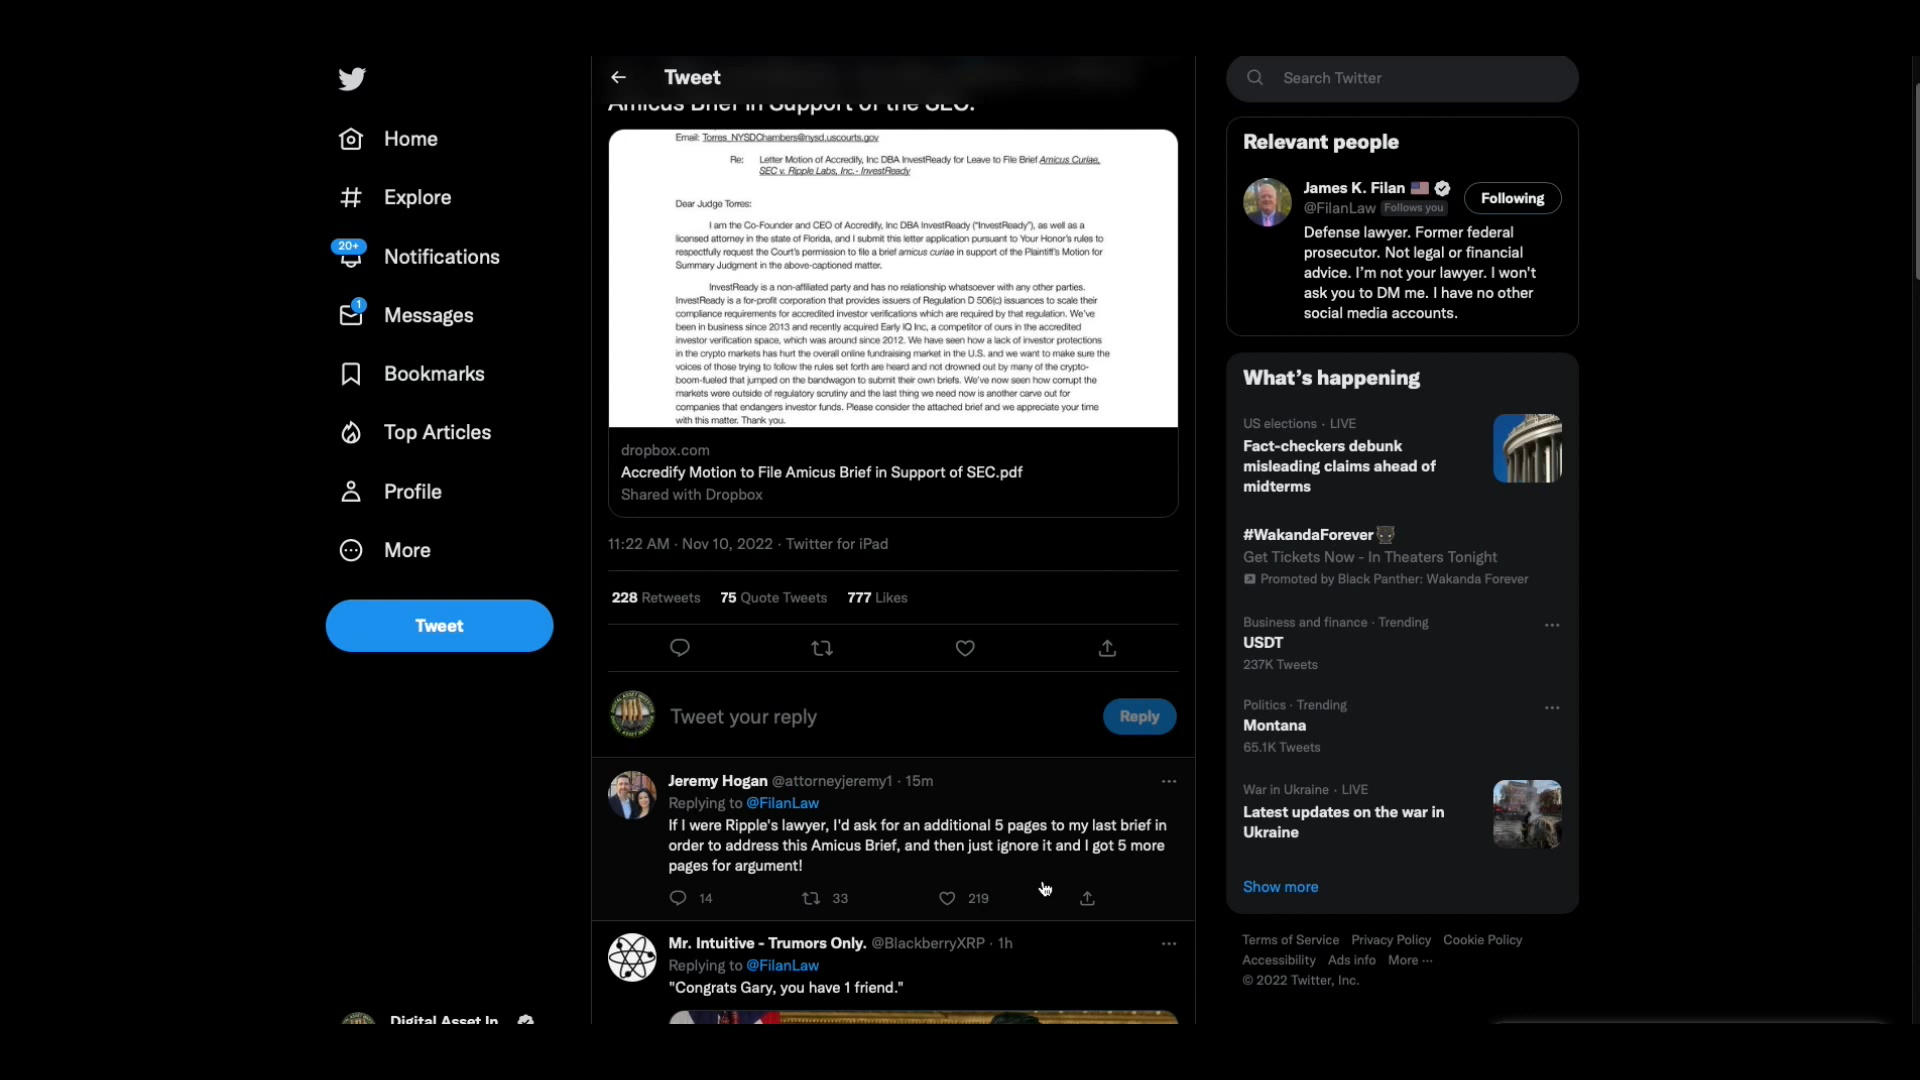 Home
Explore
20+
Notifications
1
Messages
Bookmarks
Top Articles
Profile
More
Tweet
Digital Asset In
Tweet
Amicus Brief in Support of the SEC.
Email: Torres_NYSDChambers@nysd.uscourts.gov
Re: Letter Motion of Accredify, Inc DBA InvestReady for Leave to File Brief Amicus Curiae,
SEC v. Ripple Labs, Inc.- InvestReady
Dear Judge Torres:
I am the Co-Founder and CEO of Accredify, Inc DBA InvestReady ("InvestReady"), as well as a
licensed attorney in the state of Florida, and I submit this letter application pursuant to Your Honor's rules to
respectfully request the Court's permission to file a brief amicus curiae in support of the Plaintiff's Motion for
Summary Judgment in the above-captioned matter.
InvestReady is a non-affiliated party and has no relationship whatsoever with any other parties.
InvestReady is a for-profit corporation that provides issuers of Regulation D 506(c) issuances to scale their
compliance requirements for accredited investor verifications which are required by that regulation. We've
been in business since 2013 and recently acquired Early IQ Inc, a competitor of ours in the accredited
investor verification space, which was around since 2012. We have seen how a lack of investor protections
in the crypto markets has hurt the overall online fundraising market in the U.S. and we want to make sure the
voices of those trying to follow the rules set forth are heard and not drowned out by many of the crypto-
boom-fueled that jumped on the bandwagon to submit their own briefs. We've now seen how corrupt the
markets were outside of regulatory scrutiny and the last thing we need now is another carve out for
companies that endangers investor funds. Please consider the attached brief and we appreciate your time
with this matter. Thank you.
dropbox.com
Accredify Motion to File Amicus Brief in Support of SEC.pdf
Shared with Dropbox
11:22 AM · Nov 10, 2022 · Twitter for iPad
228 Retweets 75 Quote Tweets 777 Likes
Tweet your reply
Reply
Jeremy Hogan @attorneyjeremy1 · 15m
Replying to @FilanLaw
If I were Ripple's lawyer, I'd ask for an additional 5 pages to my last brief in
order to address this Amicus Brief, and then just ignore it and I got 5 more
pages for argument!
14 33 219
Mr. Intuitive - Trumors Only. @BlackberryXRP · 1h
Replying to @FilanLaw
"Congrats Gary, you have 1 friend."
Search Twitter
Relevant people
James K. Filan
@FilanLaw Follows you
Following
Defense lawyer. Former federal
prosecutor. Not legal or financial
advice. I'm not your lawyer. I won't
ask you to DM me. I have no other
social media accounts.
What's happening
US elections · LIVE
Fact-checkers debunk
misleading claims ahead of
midterms
#WakandaForever
Get Tickets Now - In Theaters Tonight
Promoted by Black Panther: Wakanda Forever
Business and finance · Trending
USDT
237K Tweets
Politics · Trending
Montana
65.1K Tweets
War in Ukraine · LIVE
Latest updates on the war in
Ukraine
Show more
Terms of Service Privacy Policy Cookie Policy
Accessibility Ads info More ···
© 2022 Twitter, Inc.